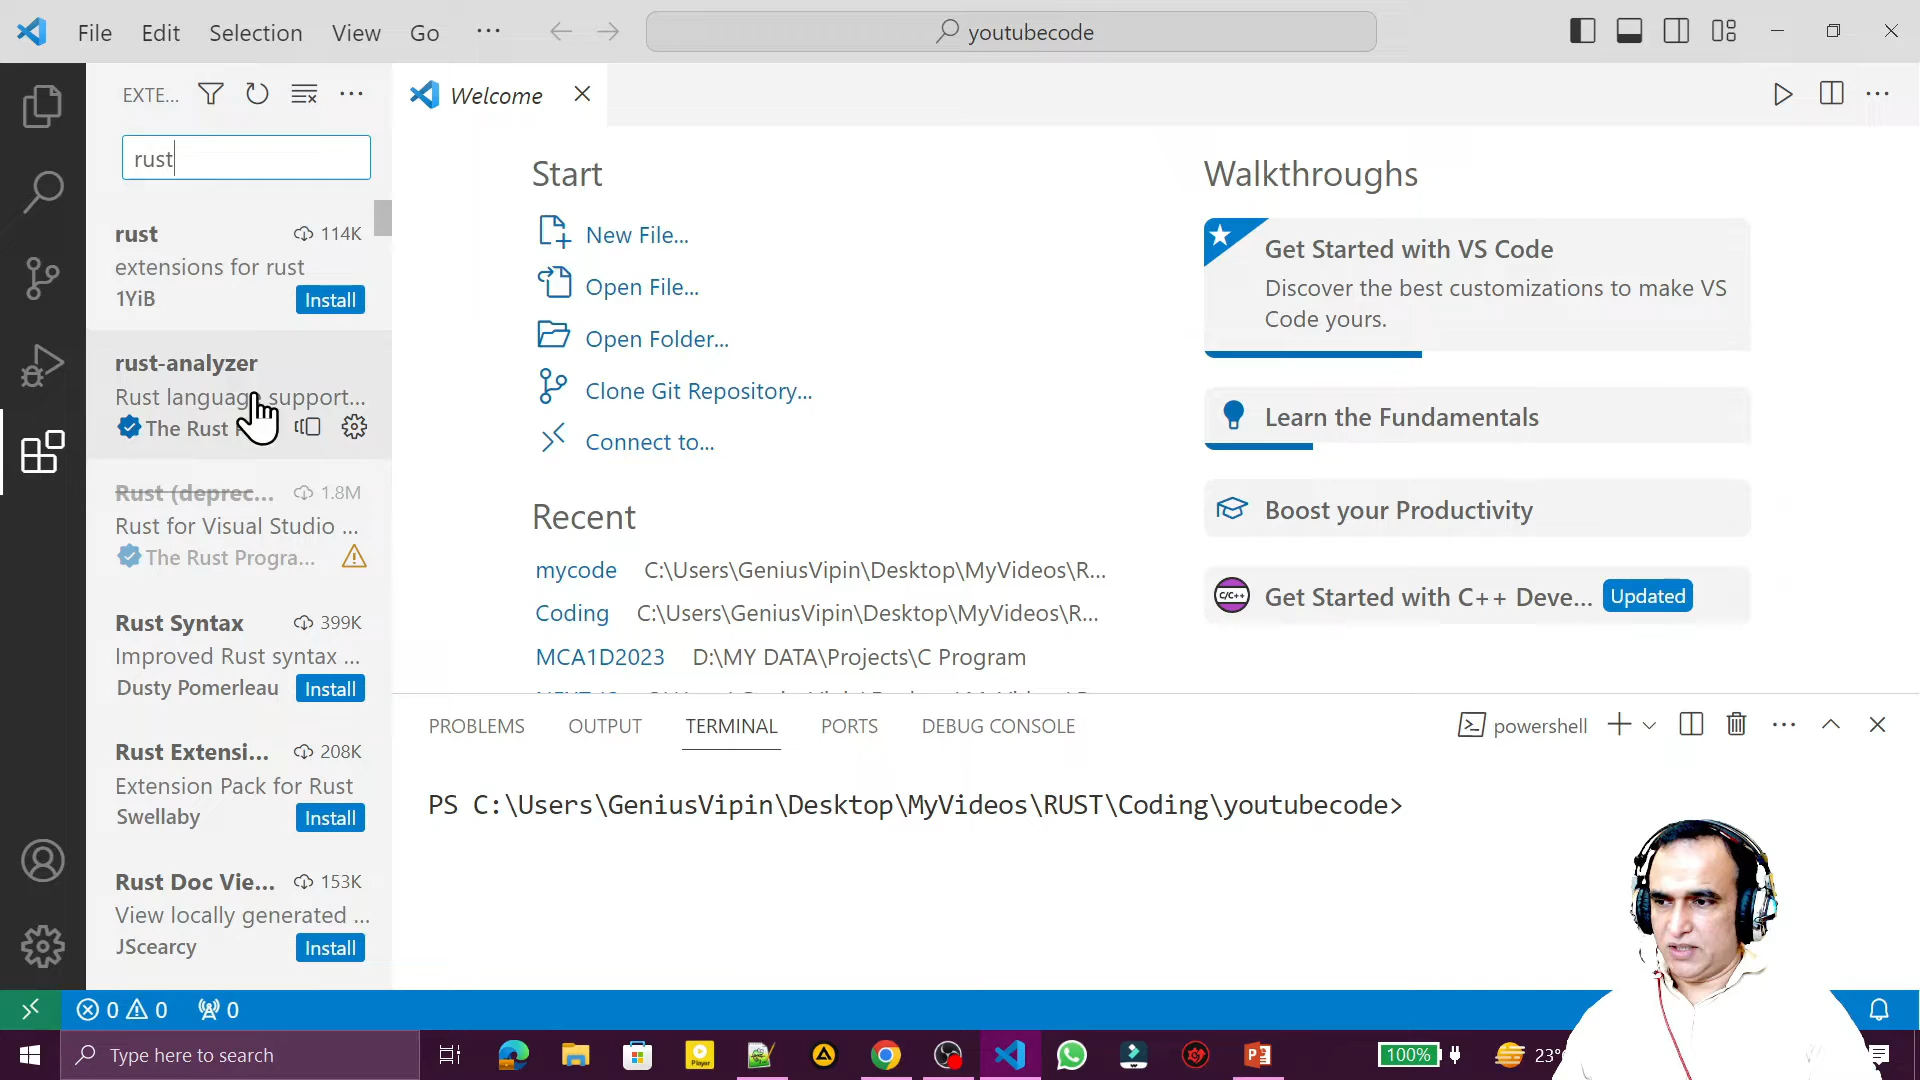 File Edit Selection View Go ...
youtubecode
EXTE...
rust
rust 114K
extensions for rust
1YiB Install
rust-analyzer
Rust language support...
The Rust
Rust (deprec... 1.8M
Rust for Visual Studio ...
The Rust Progra...
Rust Syntax 399K
Improved Rust syntax ...
Dusty Pomerleau Install
Rust Extensi... 208K
Extension Pack for Rust
Swellaby Install
Rust Doc Vie... 153K
View locally generated ...
JScearcy Install
Welcome
Start
New File...
Open File...
Open Folder...
Clone Git Repository...
Connect to...
Recent
mycode C:\Users\GeniusVipin\Desktop\MyVideos\R...
Coding C:\Users\GeniusVipin\Desktop\MyVideos\R...
MCA1D2023 D:\MY DATA\Projects\C Program
Walkthroughs
Get Started with VS Code
Discover the best customizations to make VS
Code yours.
Learn the Fundamentals
Boost your Productivity
C/C++ Get Started with C++ Deve... Updated
PROBLEMS OUTPUT TERMINAL PORTS DEBUG CONSOLE
powershell
PS C:\Users\GeniusVipin\Desktop\MyVideos\RUST\Coding\youtubecode>
0 0 0
Type here to search
Player
100%
23°